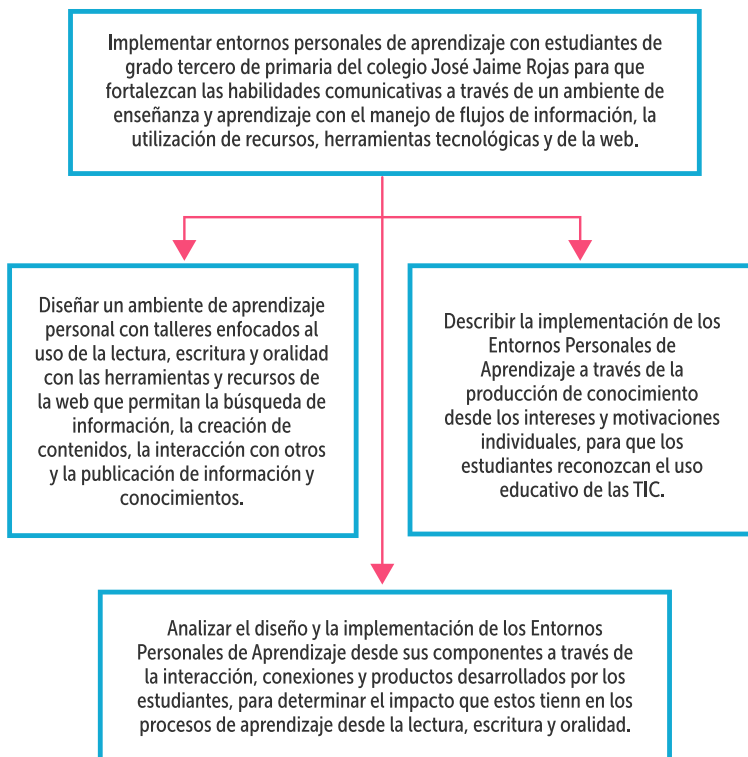 Implementar entornos personales de aprendizaje con estudiantes de
grado tercero de primaria del colegio José Jaime Rojas para que
fortalezcan las habilidades comunicativas a través de un ambiente de
enseñanza y aprendizaje con el manejo de flujos de información, la
utilización de recursos, herramientas tecnológicas y de la web.
Diseñar un ambiente de aprendizaje
personal con talleres enfocados al
uso de la lectura, escritura y oralidad
con las herramientas y recursos de
la web que permitan la búsqueda de
información, la creación de
contenidos, la interacción con otros
y la publicación de información y
conocimientos.
Describir la implementación de los
Entornos Personales de
Aprendizaje a través de la
producción de conocimiento
desde los intereses y motivaciones
individuales, para que los
estudiantes reconozcan el uso
educativo de las TIC.
Analizar el diseño y la implementación de los Entornos
Personales de Aprendizaje desde sus componentes a través de
la interacción, conexiones y productos desarrollados por los
estudiantes, para determinar el impacto que estos tienn en los
procesos de aprendizaje desde la lectura, escritura y oralidad.